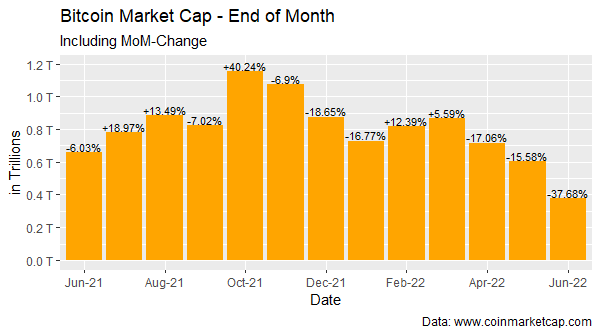 Bitcoin Market Cap - End of Month
Including MoM-Change
in Trillions
1.2 T
1.0 T
0.8 T
0.6 T
0.4 T
0.2 T
0.0 T
-6.03%
+18.97%
+13.49%
-7.02%
+40.24%
-6.9%
-18.65%
-16.77%
+12.39%
+5.59%
-17.06%
-15.58%
-37.68%
Jun-21
Aug-21
Oct-21
Dec-21
Feb-22
Apr-22
Jun-22
Date
Data: www.coinmarketcap.com